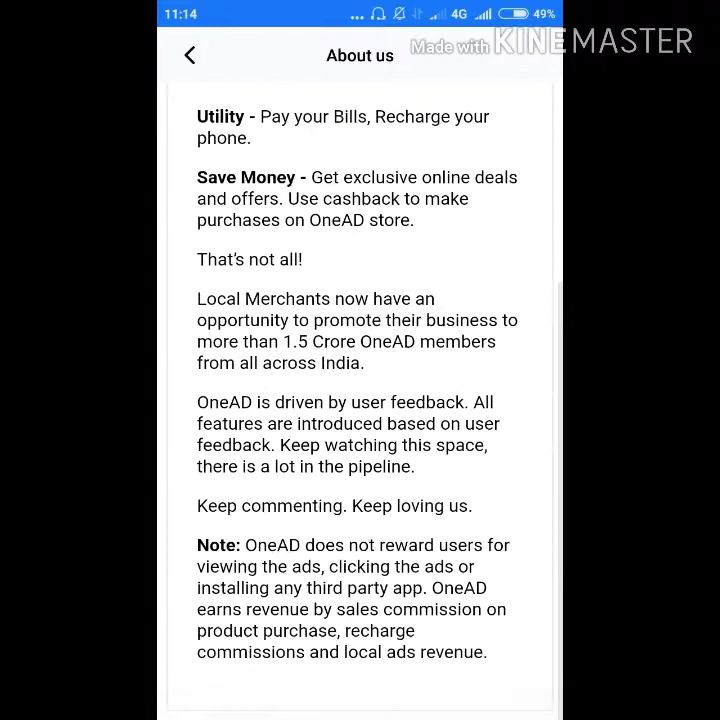 11:14
... 4G 49%
Made with KINEMASTER
About us
Utility - Pay your Bills, Recharge your
phone.
Save Money - Get exclusive online deals
and offers. Use cashback to make
purchases on OneAD store.
That's not all!
Local Merchants now have an
opportunity to promote their business to
more than 1.5 Crore OneAD members
from all across India.
OneAD is driven by user feedback. All
features are introduced based on user
feedback. Keep watching this space,
there is a lot in the pipeline.
Keep commenting. Keep loving us.
Note: OneAD does not reward users for
viewing the ads, clicking the ads or
installing any third party app. OneAD
earns revenue by sales commission on
product purchase, recharge
commissions and local ads revenue.